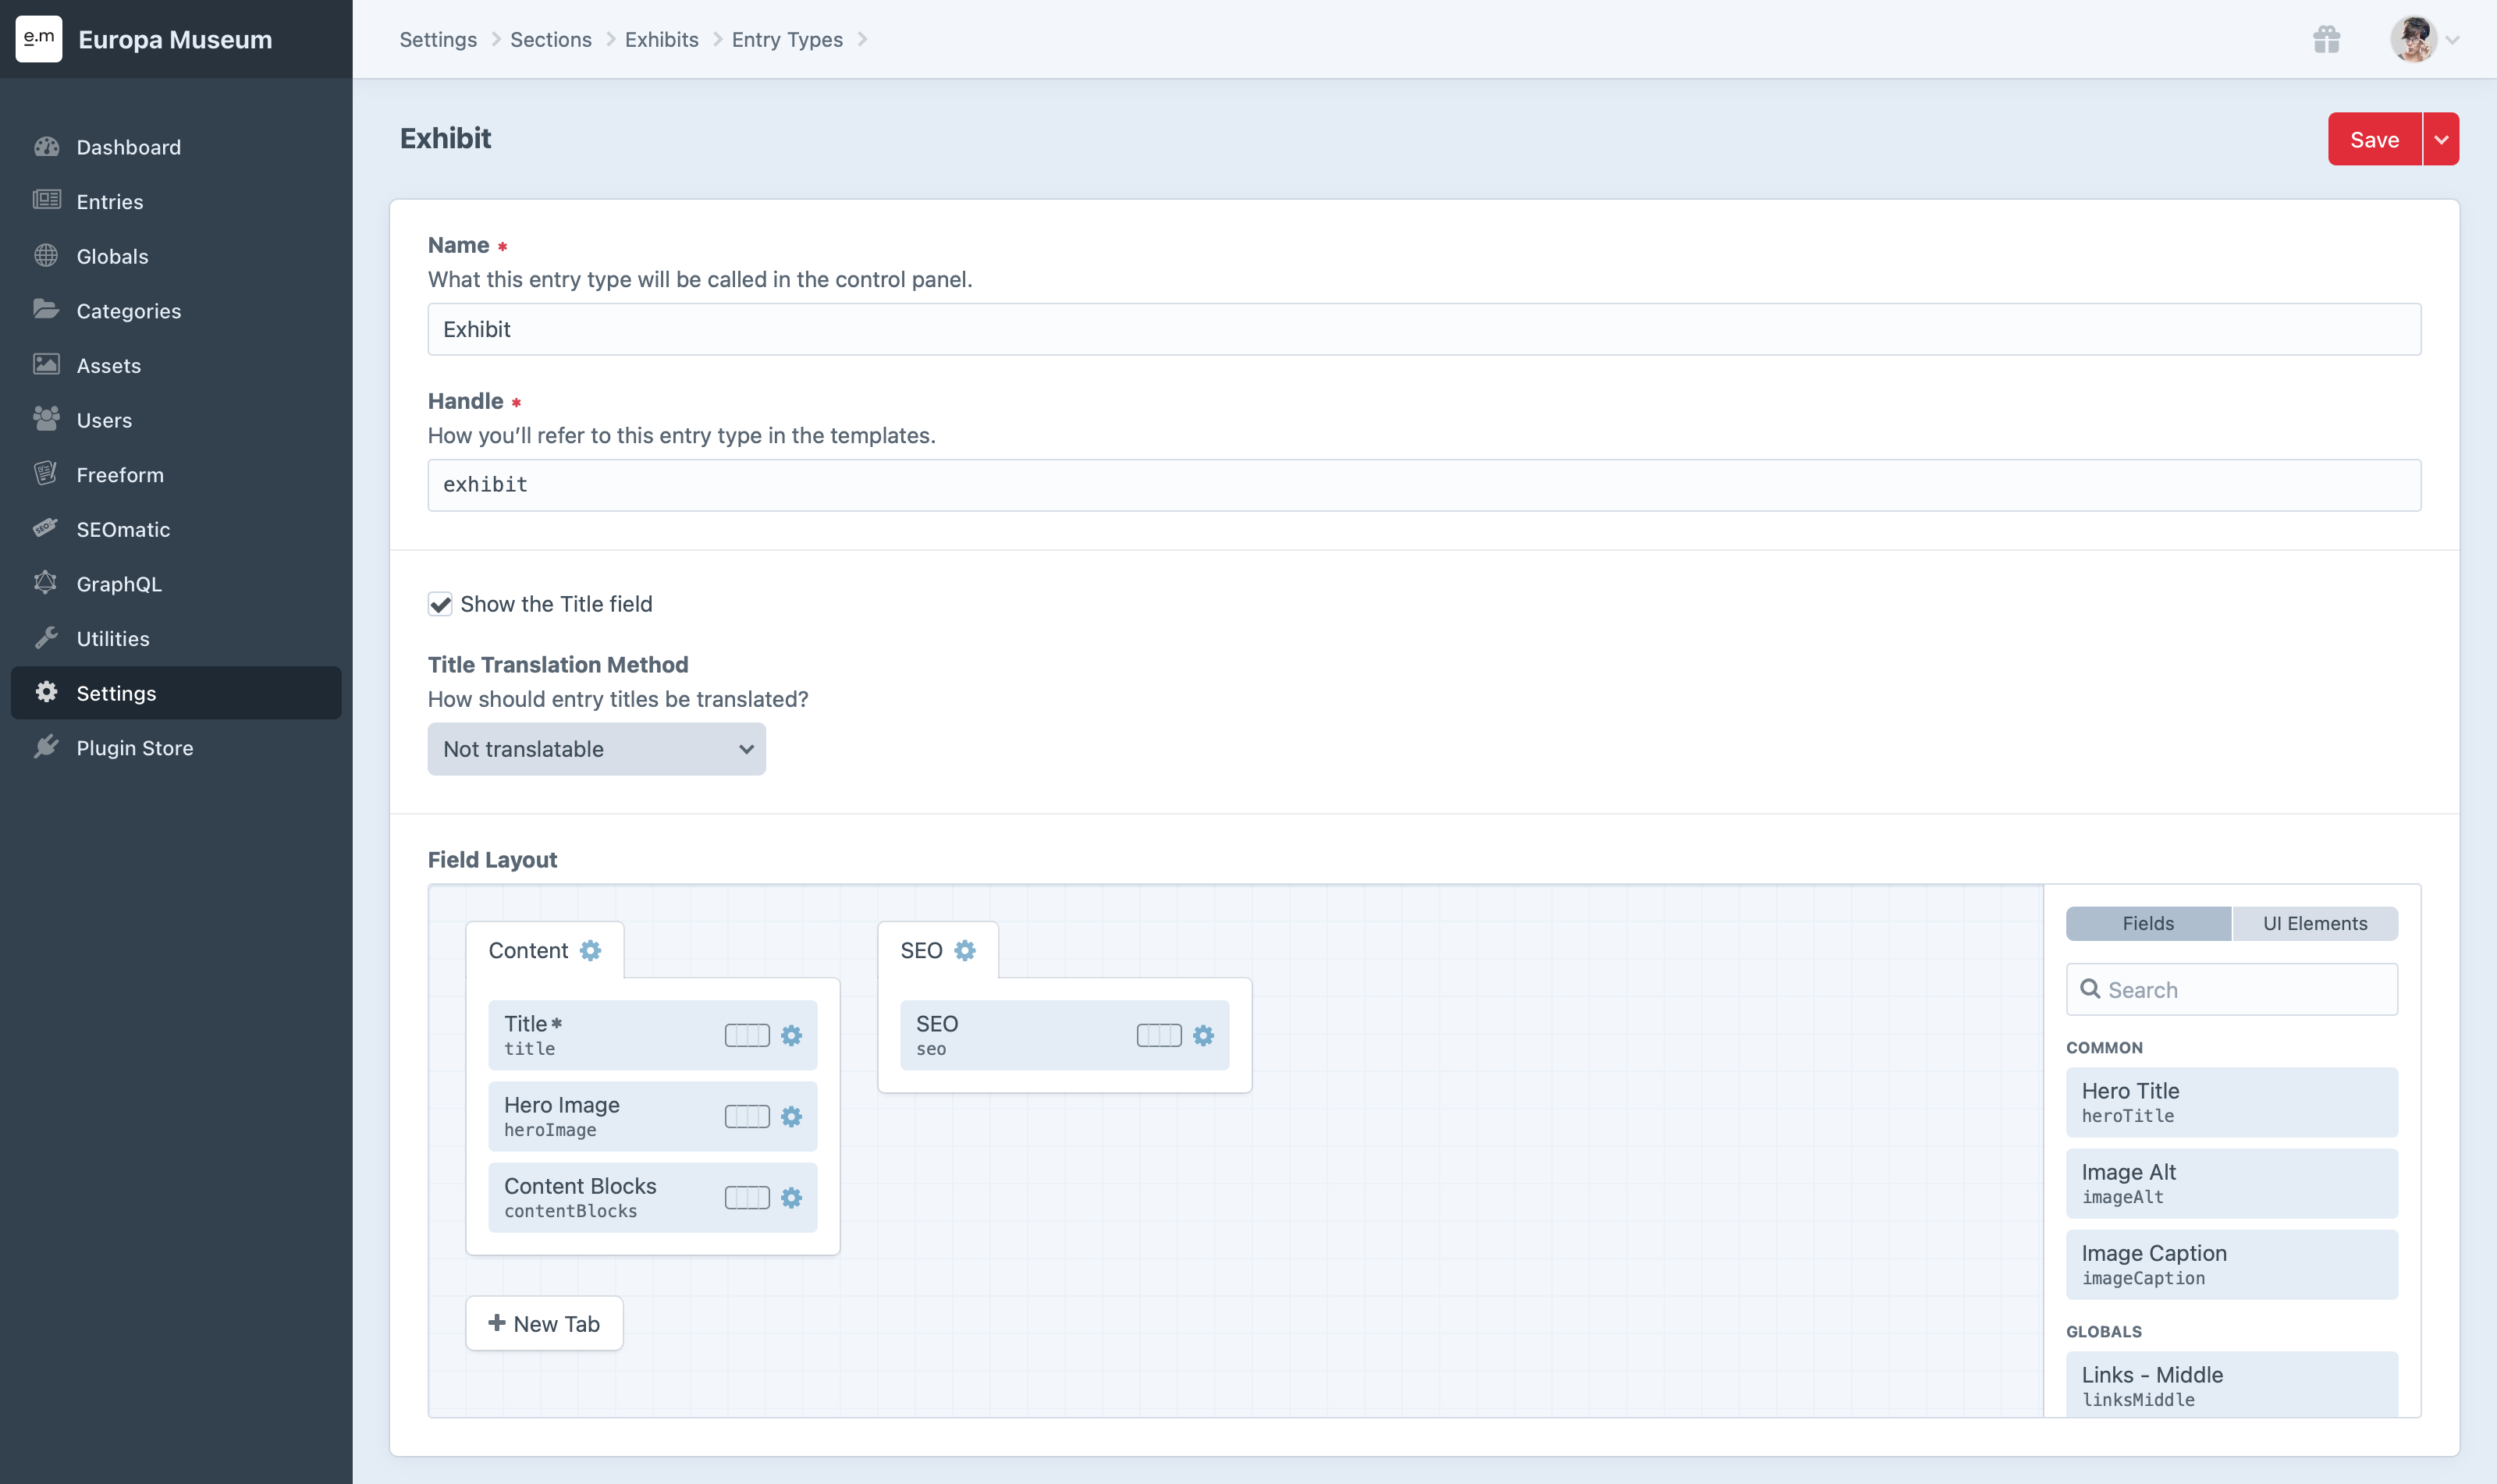 e.m
Europa Museum
Dashboard
Entries
Globals
Categories
Assets
Users
Freeform
SEOmatic
GraphQL
Utilities
Settings
Plugin Store
Settings Sections Exhibits Entry Types
Exhibit
Save
Name *
What this entry type will be called in the control panel.
Exhibit
Handle *
How you’ll refer to this entry type in the templates.
exhibit
Show the Title field
Title Translation Method
How should entry titles be translated?
Not translatable
Field Layout
Content
Title *
title
Hero Image
heroImage
Content Blocks
contentBlocks
New Tab
SEO
SEO
seo
Fields UI Elements
Search
COMMON
Hero Title
heroTitle
Image Alt
imageAlt
Image Caption
imageCaption
GLOBALS
Links - Middle
linksMiddle